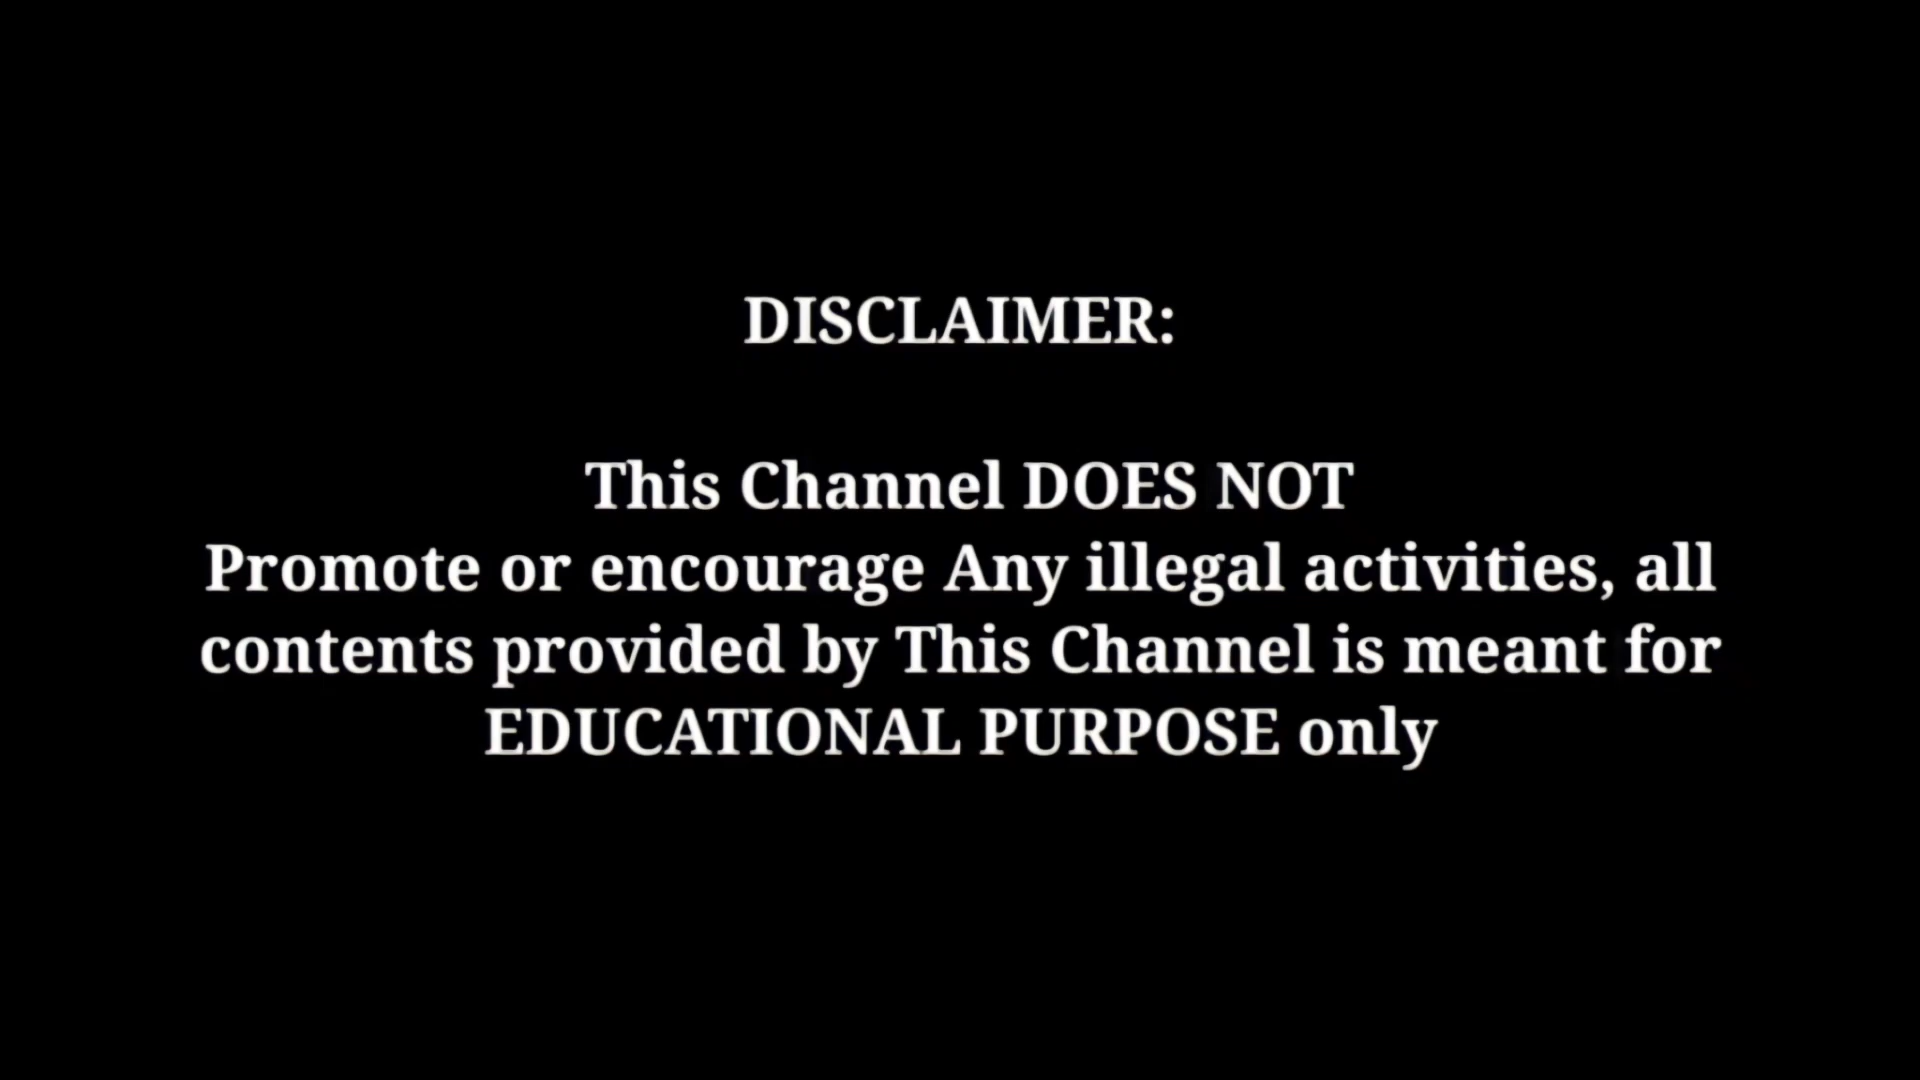 DISCLAIMER:
This Channel DOES NOT
Promote or encourage Any illegal activities, all
contents provided by This Channel is meant for
EDUCATIONAL PURPOSE only